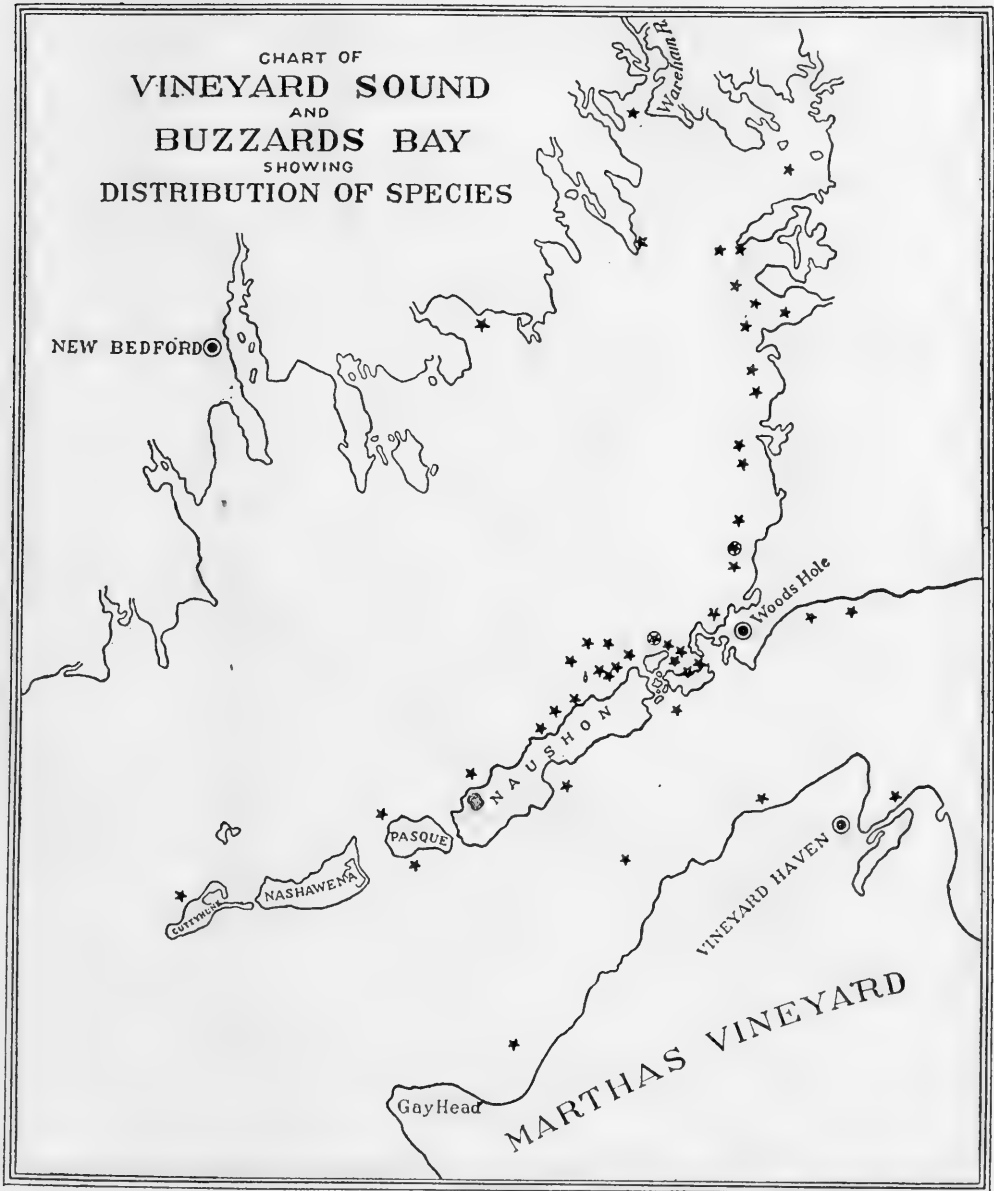 CHART OF
VINEYARD SOUND
AND
BUZZARDS BAY
SHOWING
DISTRIBUTION OF SPECIES
Wareham R.
NEW BEDFORD
Woods Hole
NAUSHON
PASQUE
NASHAWENA
CUTTYHUNK
VINEYARD HAVEN
MARTHAS VINEYARD
Gay Head